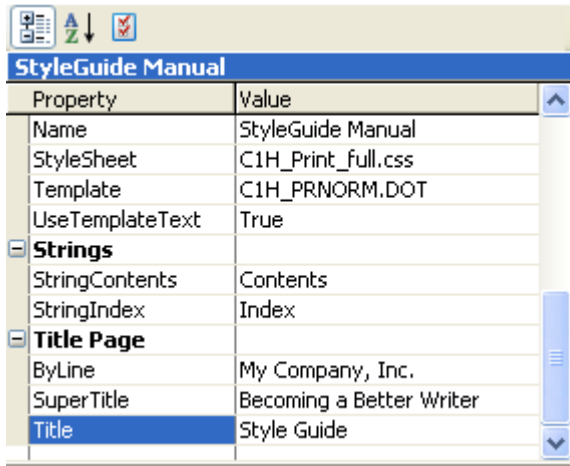 A
Z
StyleGuide Manual
Property Value
Name StyleGuide Manual
StyleSheet C1H_Print_full.css
Template C1H_PRNORM.DOT
UseTemplateText True
Strings
StringContents Contents
StringIndex Index
Title Page
ByLine My Company, Inc.
SuperTitle Becoming a Better Writer
Title Style Guide